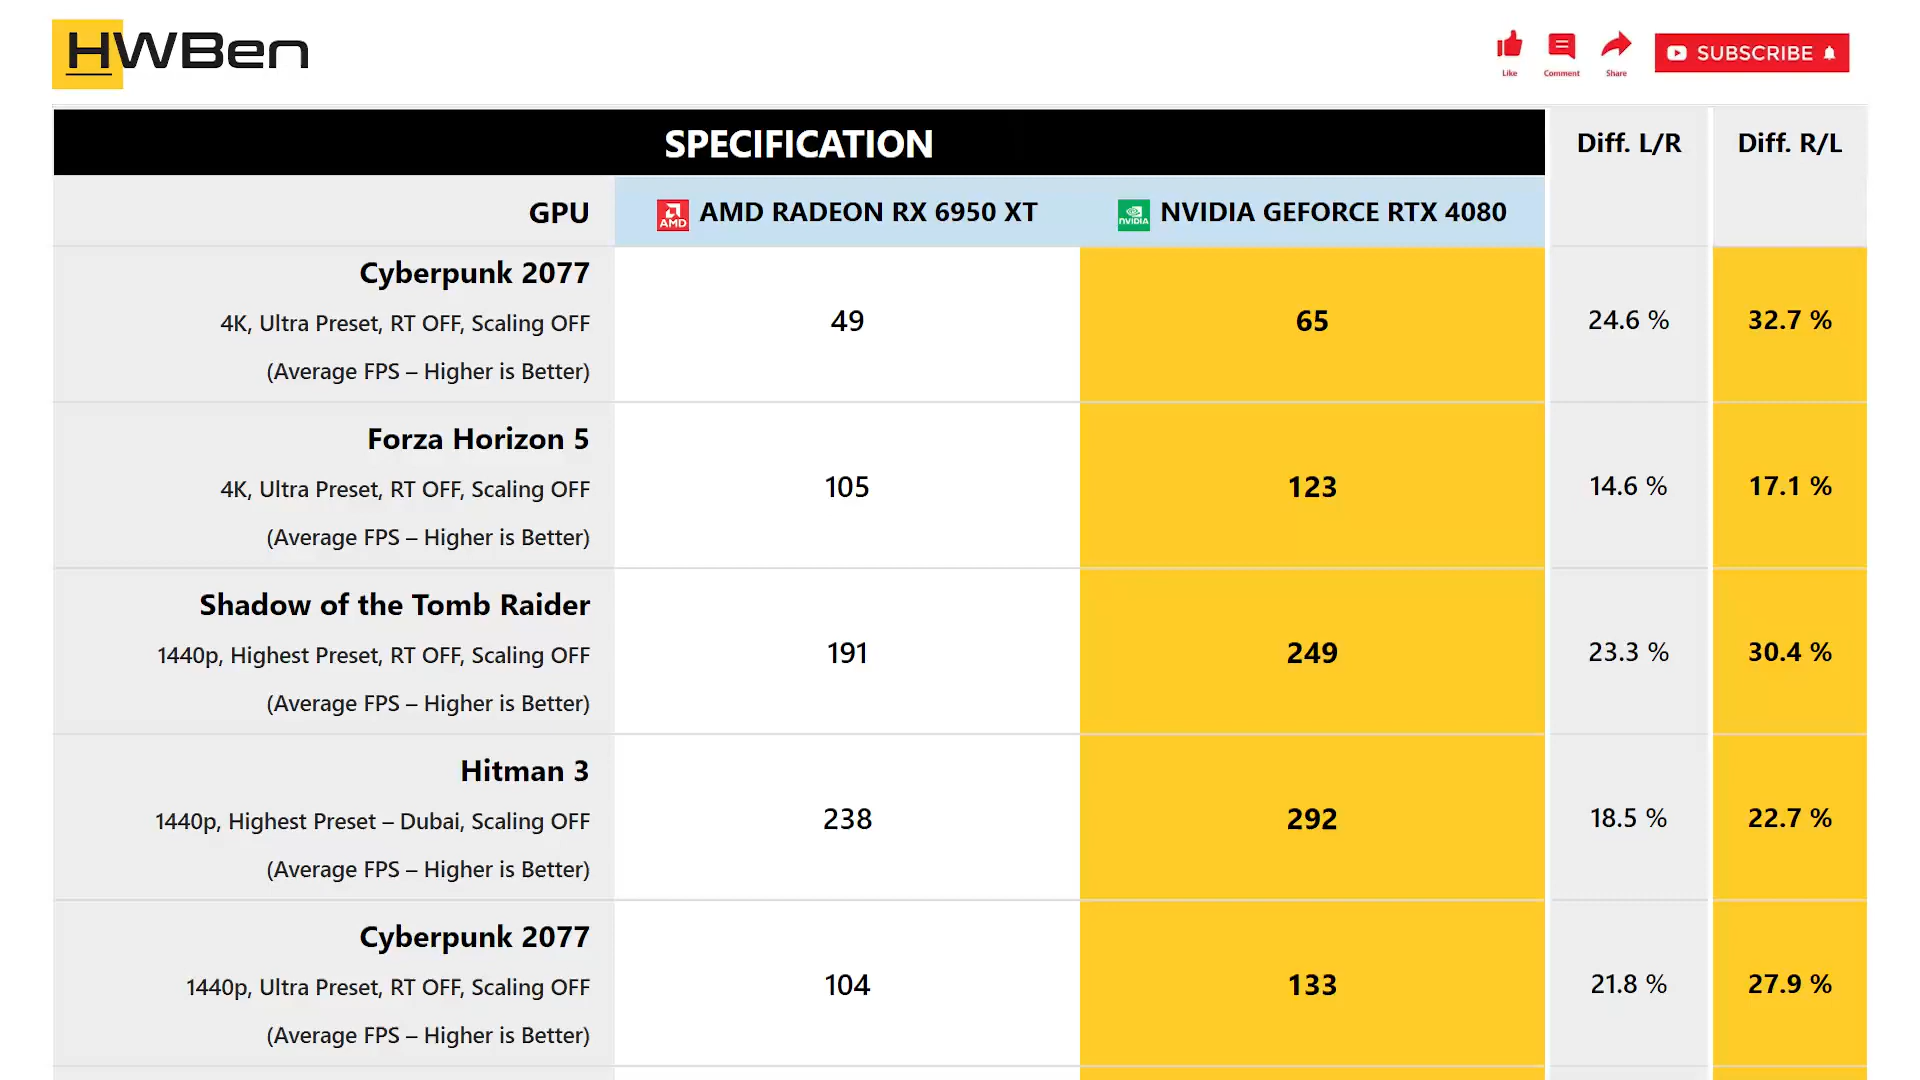 HWBen
Like
Comment
Share
SUBSCRIBE
SPECIFICATION
Diff. L/R
Diff. R/L
GPU
AMD
AMD RADEON RX 6950 XT
NVIDIA
NVIDIA GEFORCE RTX 4080
Cyberpunk 2077
4K, Ultra Preset, RT OFF, Scaling OFF
(Average FPS – Higher is Better)
49
65
24.6 %
32.7 %
Forza Horizon 5
4K, Ultra Preset, RT OFF, Scaling OFF
(Average FPS – Higher is Better)
105
123
14.6 %
17.1 %
Shadow of the Tomb Raider
1440p, Highest Preset, RT OFF, Scaling OFF
(Average FPS – Higher is Better)
191
249
23.3 %
30.4 %
Hitman 3
1440p, Highest Preset – Dubai, Scaling OFF
(Average FPS – Higher is Better)
238
292
18.5 %
22.7 %
Cyberpunk 2077
1440p, Ultra Preset, RT OFF, Scaling OFF
(Average FPS – Higher is Better)
104
133
21.8 %
27.9 %